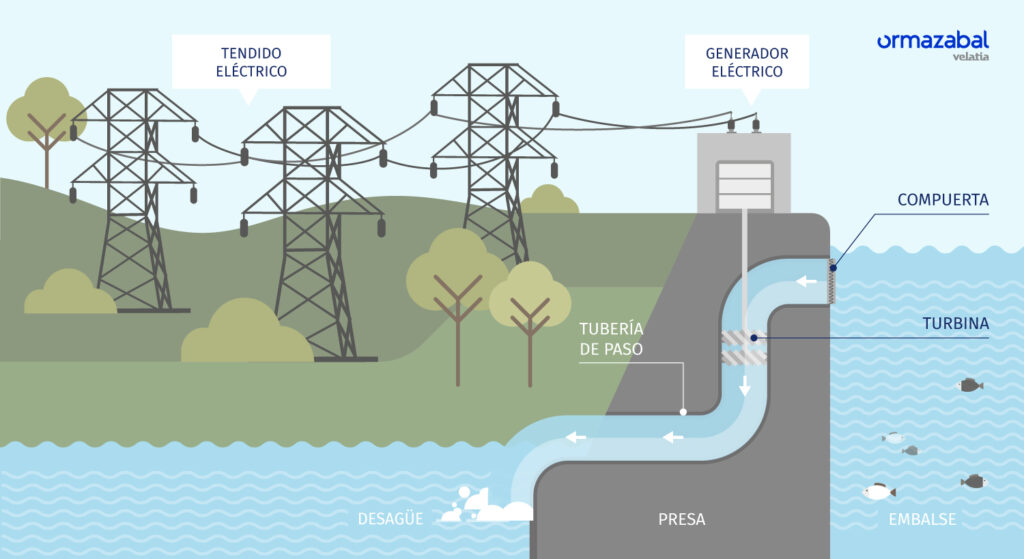 TENDIDO
ELÉCTRICO
GENERADOR
ELÉCTRICO
ormazabal
velatia
COMPUERTA
TURBINA
TUBERÍA
DE PASO
DESAGÜE
PRESA
EMBALSE